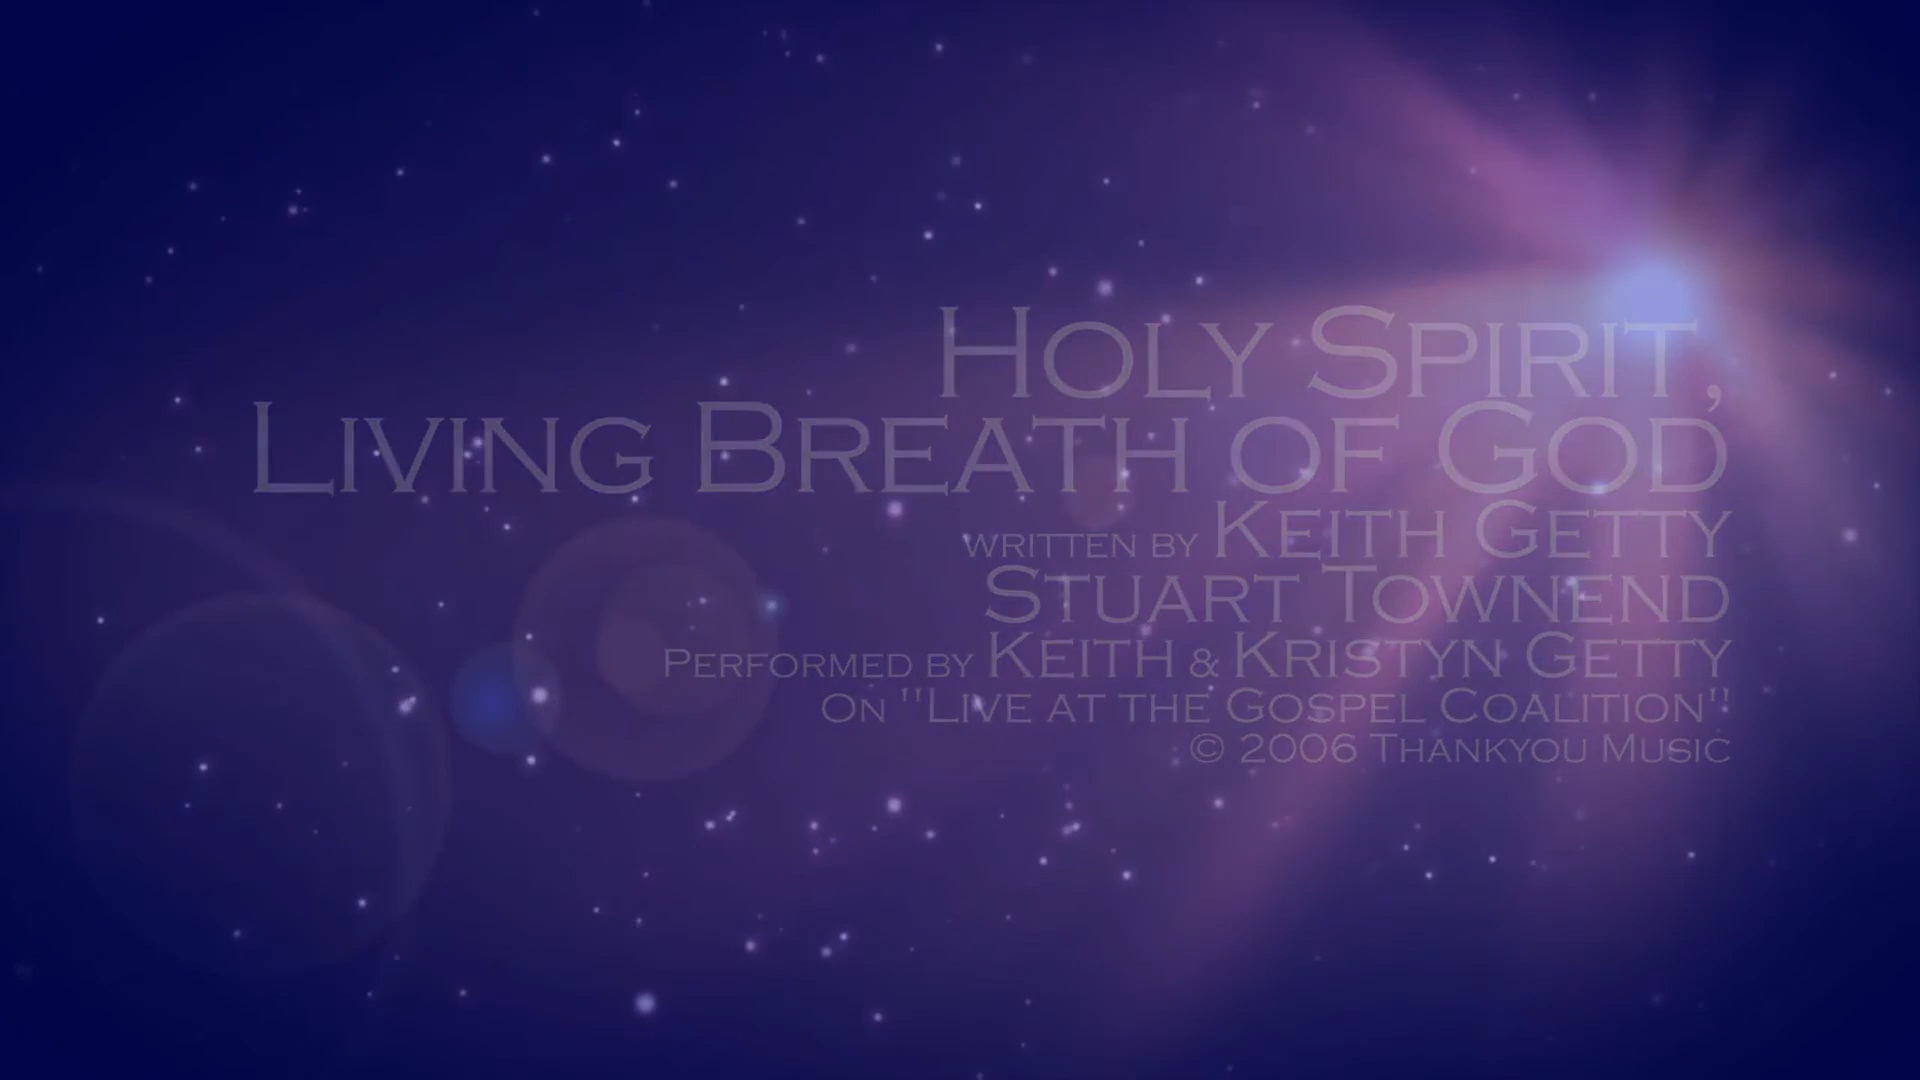 Holy Spirit,
Living Breath of God
written by Keith Getty
Stuart Townend
Performed by Keith & Kristyn Getty
on "Live at the Gospel Coalition"
© 2006 Thankyou Music